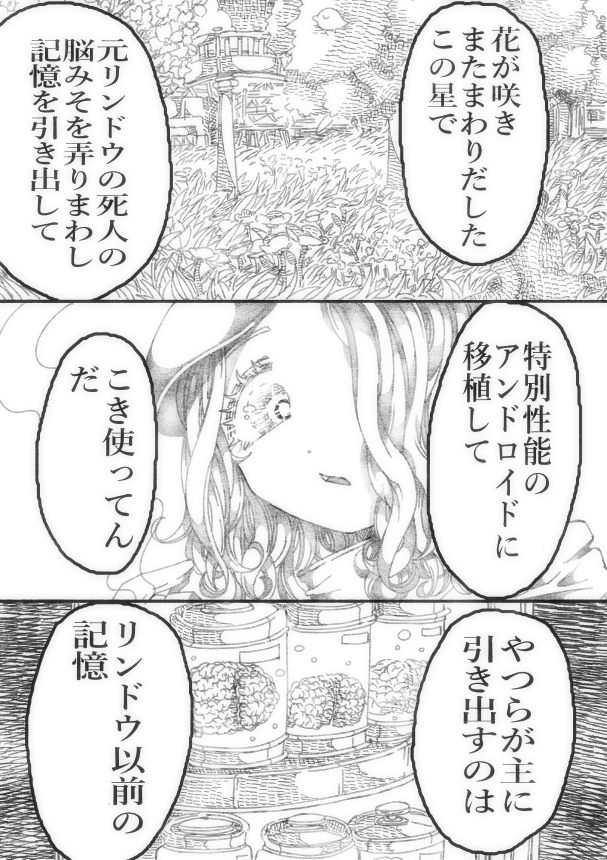 花が咲き
またまわりだした
この星で
元リンドウの死人の
脳みそを弄りまわし
記憶を引き出して
特別性能の
アンドロイドに
移植して
こき使ってん
だ
やつらが主に
引き出すのは
リンドウ以前の
記憶